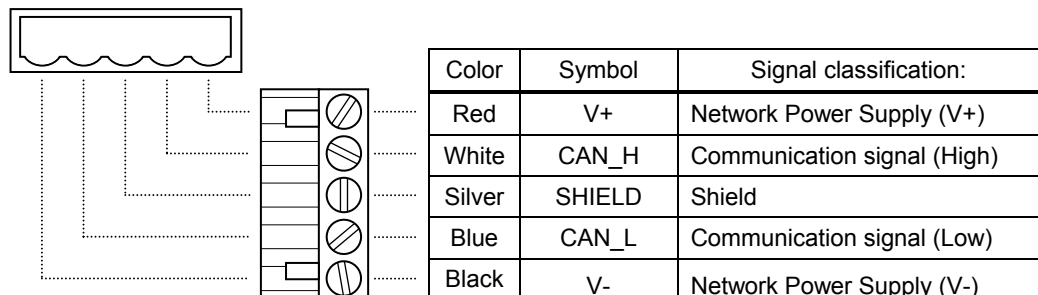 Color Symbol Signal classification:
Red V+ Network Power Supply (V+)
White CAN_H Communication signal (High)
Silver SHIELD Shield
Blue CAN_L Communication signal (Low)
Black V- Network Power Supply (V-)